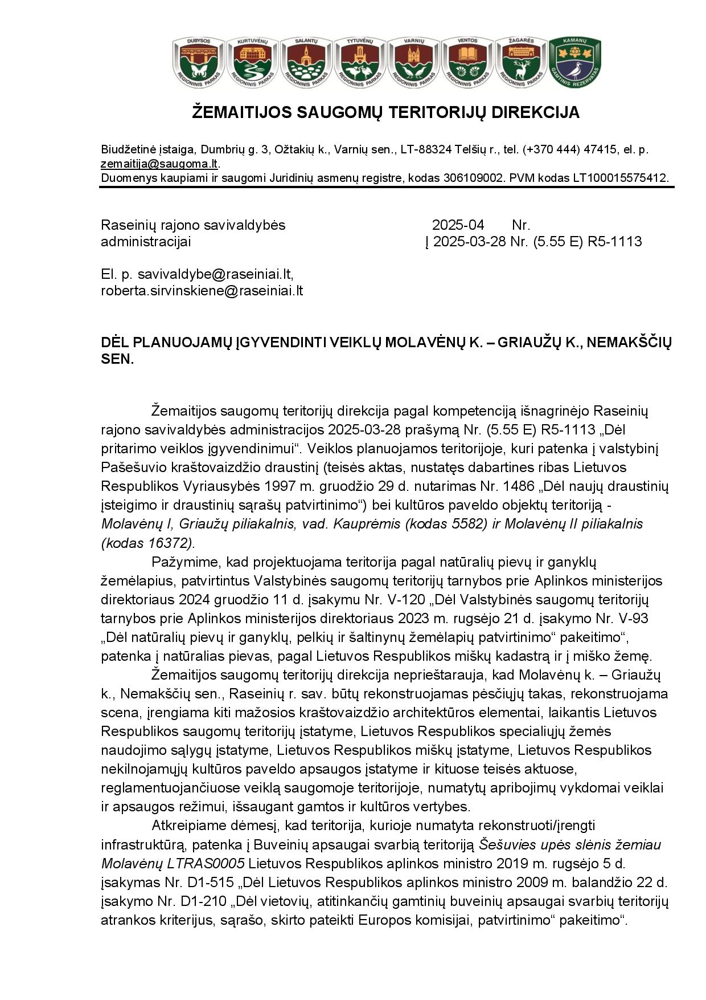 DUBYSOS REGIONINIS PARKAS
KURTUVĖNŲ REGIONINIS PARKAS
SALANTŲ REGIONINIS PARKAS
TYTUVĖNŲ REGIONINIS PARKAS
VARNIŲ REGIONINIS PARKAS
VENTOS REGIONINIS PARKAS
ŽAGARĖS REGIONINIS PARKAS
KAMANŲ GAMTINIS REZERVATAS
ŽEMAITIJOS SAUGOMŲ TERITORIJŲ DIREKCIJA
Biudžetinė įstaiga, Dumbrių g. 3, Ožtakių k., Varnių sen., LT-88324 Telšių r., tel. (+370 444) 47415, el. p.
zemaitija@saugoma.lt.
Duomenys kaupiami ir saugomi Juridinių asmenų registre, kodas 306109002. PVM kodas LT100015575412.
Raseinių rajono savivaldybės 2025-04 Nr.
administracijai Į 2025-03-28 Nr. (5.55 E) R5-1113
El. p. savivaldybe@raseiniai.lt,
roberta.sirvinskiene@raseiniai.lt
DĖL PLANUOJAMŲ ĮGYVENDINTI VEIKLŲ MOLAVĖNŲ K. – GRIAUŽŲ K., NEMAKŠČIŲ
SEN.
Žemaitijos saugomų teritorijų direkcija pagal kompetenciją išnagrinėjo Raseinių
rajono savivaldybės administracijos 2025-03-28 prašymą Nr. (5.55 E) R5-1113 „Dėl
pritarimo veiklos įgyvendinimui“. Veiklos planuojamos teritorijoje, kuri patenka į valstybinį
Pašešuvio kraštovaizdžio draustinį (teisės aktas, nustatęs dabartines ribas Lietuvos
Respublikos Vyriausybės 1997 m. gruodžio 29 d. nutarimas Nr. 1486 „Dėl naujų draustinių
įsteigimo ir draustinių sąrašų patvirtinimo“) bei kultūros paveldo objektų teritoriją -
Molavėnų I, Griaužų piliakalnis, vad. Kauprėmis (kodas 5582) ir Molavėnų II piliakalnis
(kodas 16372).
Pažymime, kad projektuojama teritorija pagal natūralių pievų ir ganyklų
žemėlapius, patvirtintus Valstybinės saugomų teritorijų tarnybos prie Aplinkos ministerijos
direktoriaus 2024 gruodžio 11 d. įsakymu Nr. V-120 „Dėl Valstybinės saugomų teritorijų
tarnybos prie Aplinkos ministerijos direktoriaus 2023 m. rugsėjo 21 d. įsakymo Nr. V-93
„Dėl natūralių pievų ir ganyklų, pelkių ir šaltinynų žemėlapių patvirtinimo“ pakeitimo“,
patenka į natūralias pievas, pagal Lietuvos Respublikos miškų kadastrą ir į miško žemę.
Žemaitijos saugomų teritorijų direkcija neprieštarauja, kad Molavėnų k. – Griaužų
k., Nemakščių sen., Raseinių r. sav. būtų rekonstruojamas pėsčiųjų takas, rekonstruojama
scena, įrengiama kiti mažosios kraštovaizdžio architektūros elementai, laikantis Lietuvos
Respublikos saugomų teritorijų įstatyme, Lietuvos Respublikos specialiųjų žemės
naudojimo sąlygų įstatyme, Lietuvos Respublikos miškų įstatyme, Lietuvos Respublikos
nekilnojamųjų kultūros paveldo apsaugos įstatyme ir kituose teisės aktuose,
reglamentuojančiuose veiklą saugomoje teritorijoje, numatytų apribojimų vykdomai veiklai
ir apsaugos režimui, išsaugant gamtos ir kultūros vertybes.
Atkreipiame dėmesį, kad teritorija, kurioje numatyta rekonstruoti/įrengti
infrastruktūrą, patenka į Buveinių apsaugai svarbią teritoriją Šešuvies upės slėnis žemiau
Molavėnų LTRAS0005 Lietuvos Respublikos aplinkos ministro 2019 m. rugsėjo 5 d.
įsakymas Nr. D1-515 „Dėl Lietuvos Respublikos aplinkos ministro 2009 m. balandžio 22 d.
įsakymo Nr. D1-210 „Dėl vietovių, atitinkančių gamtinių buveinių apsaugai svarbių teritorijų
atrankos kriterijus, sąrašo, skirto pateikti Europos komisijai, patvirtinimo“ pakeitimo“.